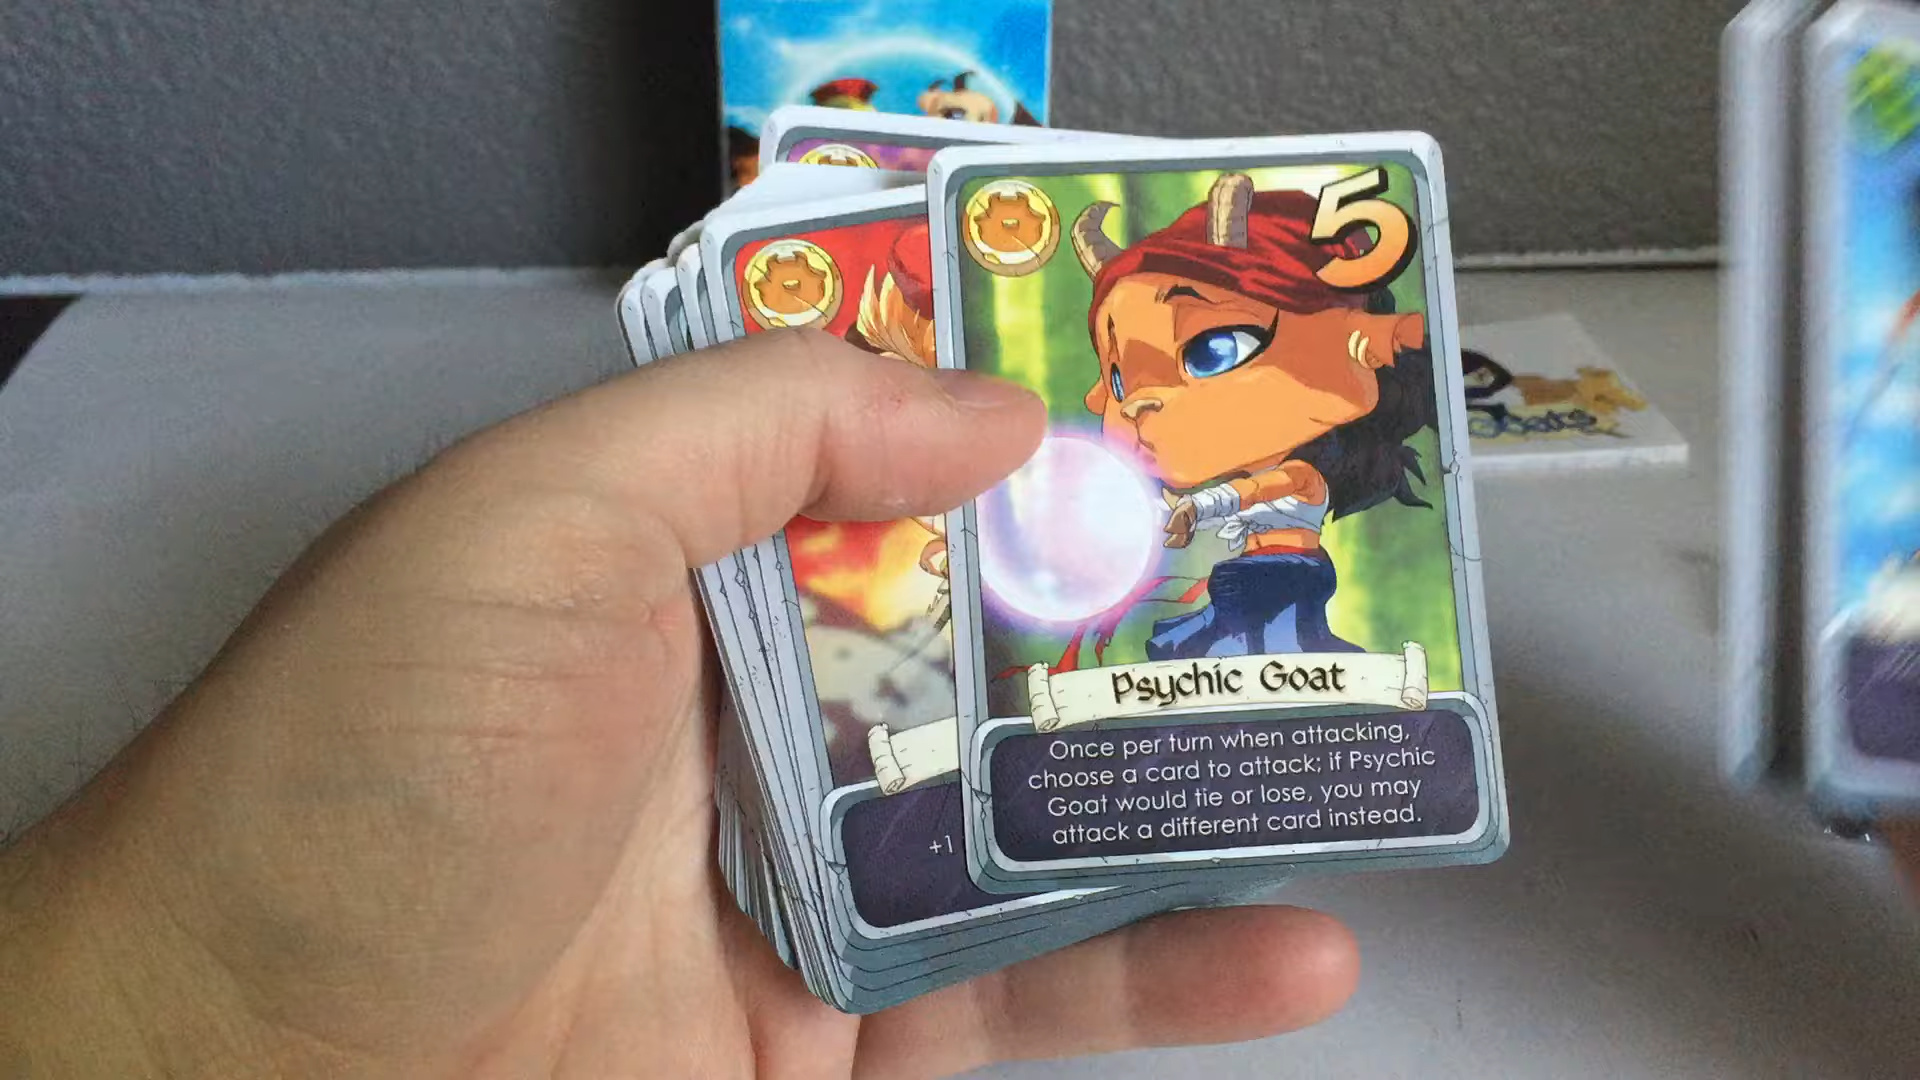 5
Psychic Goat
Once per turn when attacking,
choose a card to attack; if Psychic
Goat would tie or lose, you may
attack a different card instead.
+1